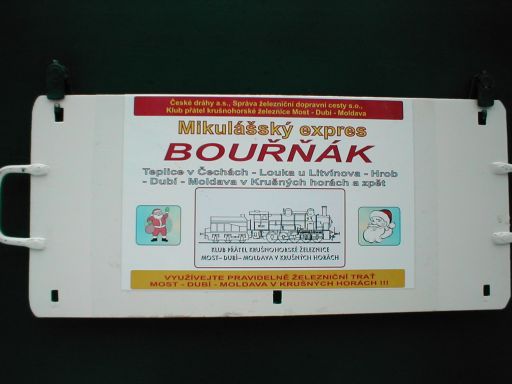 České dráhy a.s., Správa železniční dopravní cesty s.o.,
Klub přátel krušnohorské železnice Most - Dubí - Moldava
Mikulášský expres
BOUŘŇÁK
Teplice v Čechách - Louka u Litvínova - Hrob
- Dubí - Moldava v Krušných horách a zpět
KLUB PŘÁTEL KRUŠNOHORSKÉ ŽELEZNICE
MOST- DUBÍ- MOLDAVA V KRUŠNÝCH HORÁCH
VYUŽÍVEJTE PRAVIDELNĚ ŽELEZNIČNÍ TRAŤ
MOST - DUBÍ - MOLDAVA V KRUŠNÝCH HORÁCH !!!